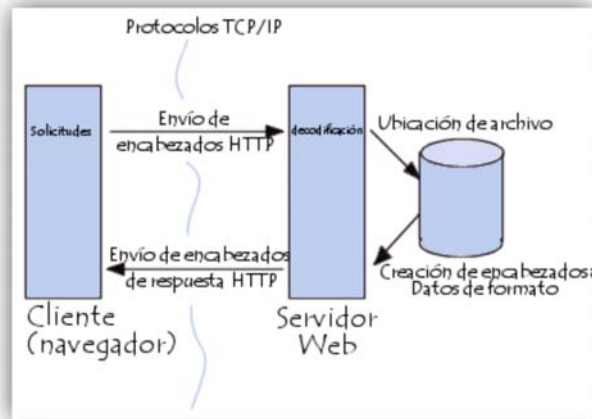 Protocolos TCP/IP
Solicitudes
Envío de
encabezados HTTP
decodificación
Ubicación de archivo
Envío de encabezados
de respuesta HTTP
Creación de encabezados
Datos de formato
Cliente
(navegador)
Servidor
Web